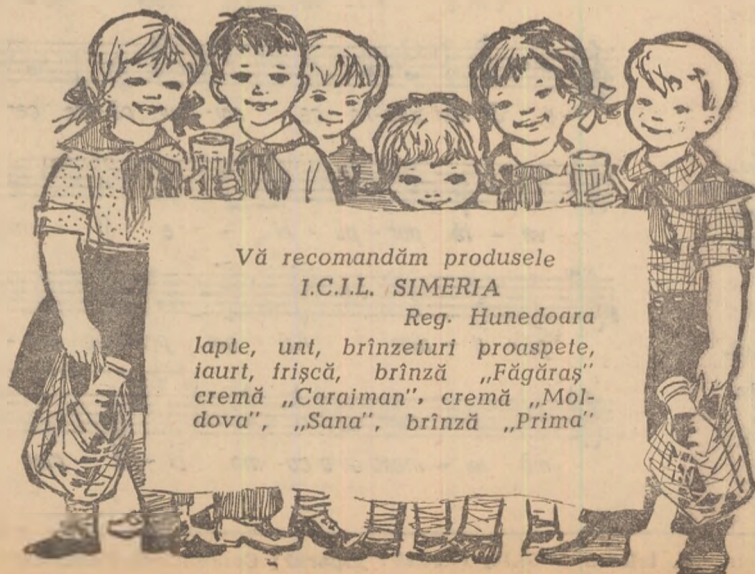 Vă recomandăm produsele
I.C.I.L. SIMERIA
Reg. Hunedoara
lapte, unt, brînzeturi proaspete,
iaurt, frişcă, brînză „Făgăraş"
cremă „Caraiman", cremă „Mol-
dova", „Sana", brînză „Prima"